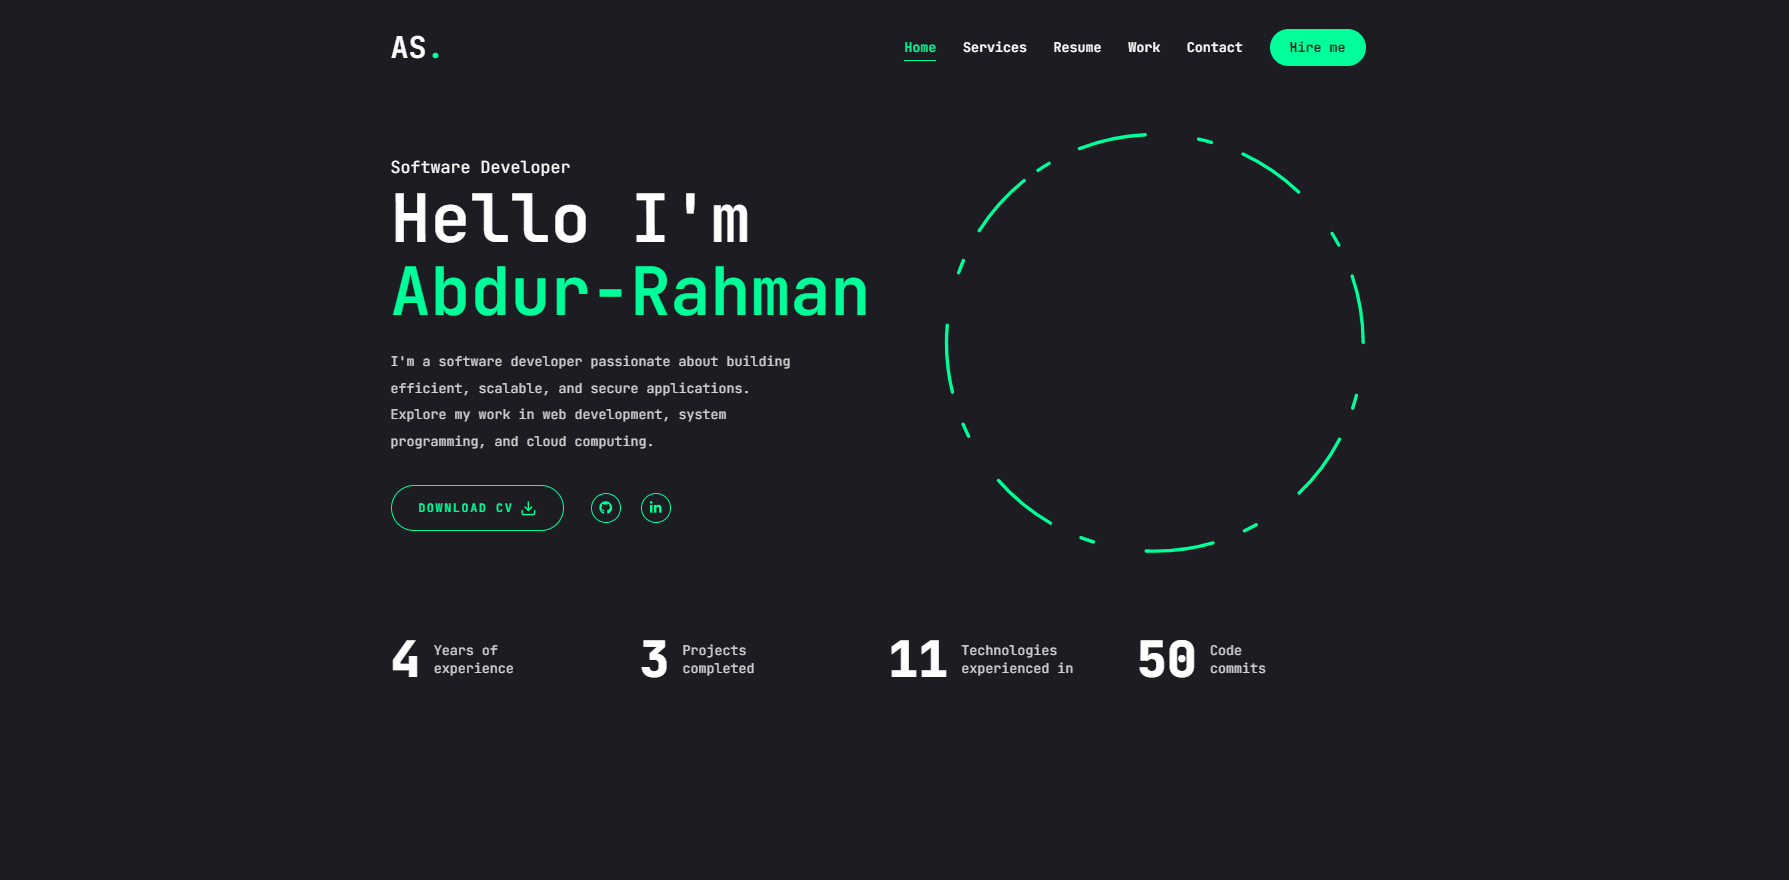 AS.
Home Services Resume Work Contact Hire me
Software Developer
Hello I'm
Abdur-Rahman
I'm a software developer passionate about building
efficient, scalable, and secure applications.
Explore my work in web development, system
programming, and cloud computing.
DOWNLOAD CV
in
4 Years of
experience
3 Projects
completed
11 Technologies
experienced in
50 Code
commits